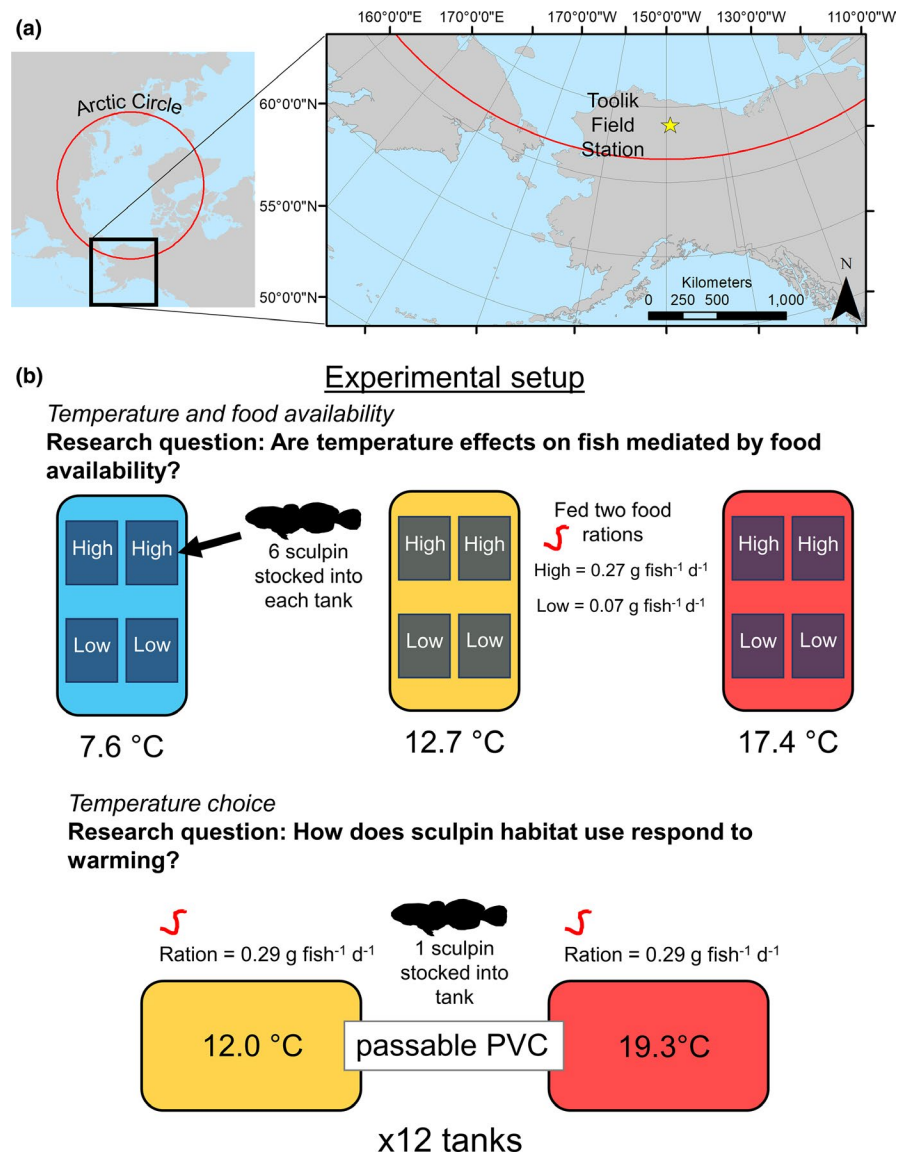 (a)
160°0'0"E 170°0'0"E 170°0'0"W 150°0'0"W 130°0'0"W 110°0'0"W
Arctic Circle
60°0'0"N
55°0'0"N
50°0'0"N
Toolik
Field
Station
Kilometers
0 250 500 1,000
N
(b)
Experimental setup
Temperature and food availability
Research question: Are temperature effects on fish mediated by food
availability?
High High
Low Low
7.6 °C
6 sculpin
stocked into
each tank
High High
Low Low
12.7 °C
Fed two food
rations
High = 0.27 g fish⁻¹ d⁻¹
Low = 0.07 g fish⁻¹ d⁻¹
High High
Low Low
17.4 °C
Temperature choice
Research question: How does sculpin habitat use respond to
warming?
Ration = 0.29 g fish⁻¹ d⁻¹
1 sculpin
stocked into
tank
Ration = 0.29 g fish⁻¹ d⁻¹
12.0 °C
passable PVC
19.3°C
x12 tanks